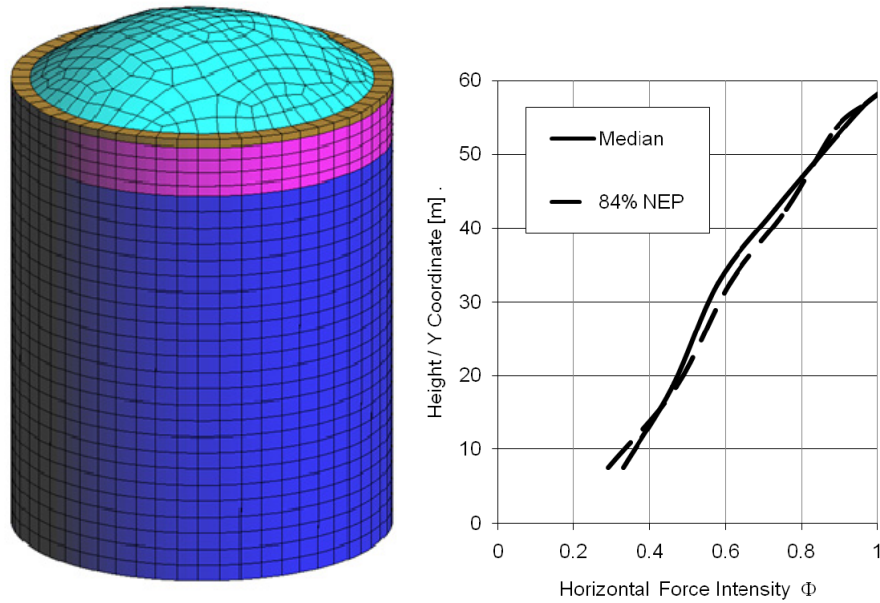 60
50
40
30
20
10
0
Height / Y Coordinate [m] .
Median
84% NEP
0 0.2 0.4 0.6 0.8 1
Horizontal Force Intensity Φ